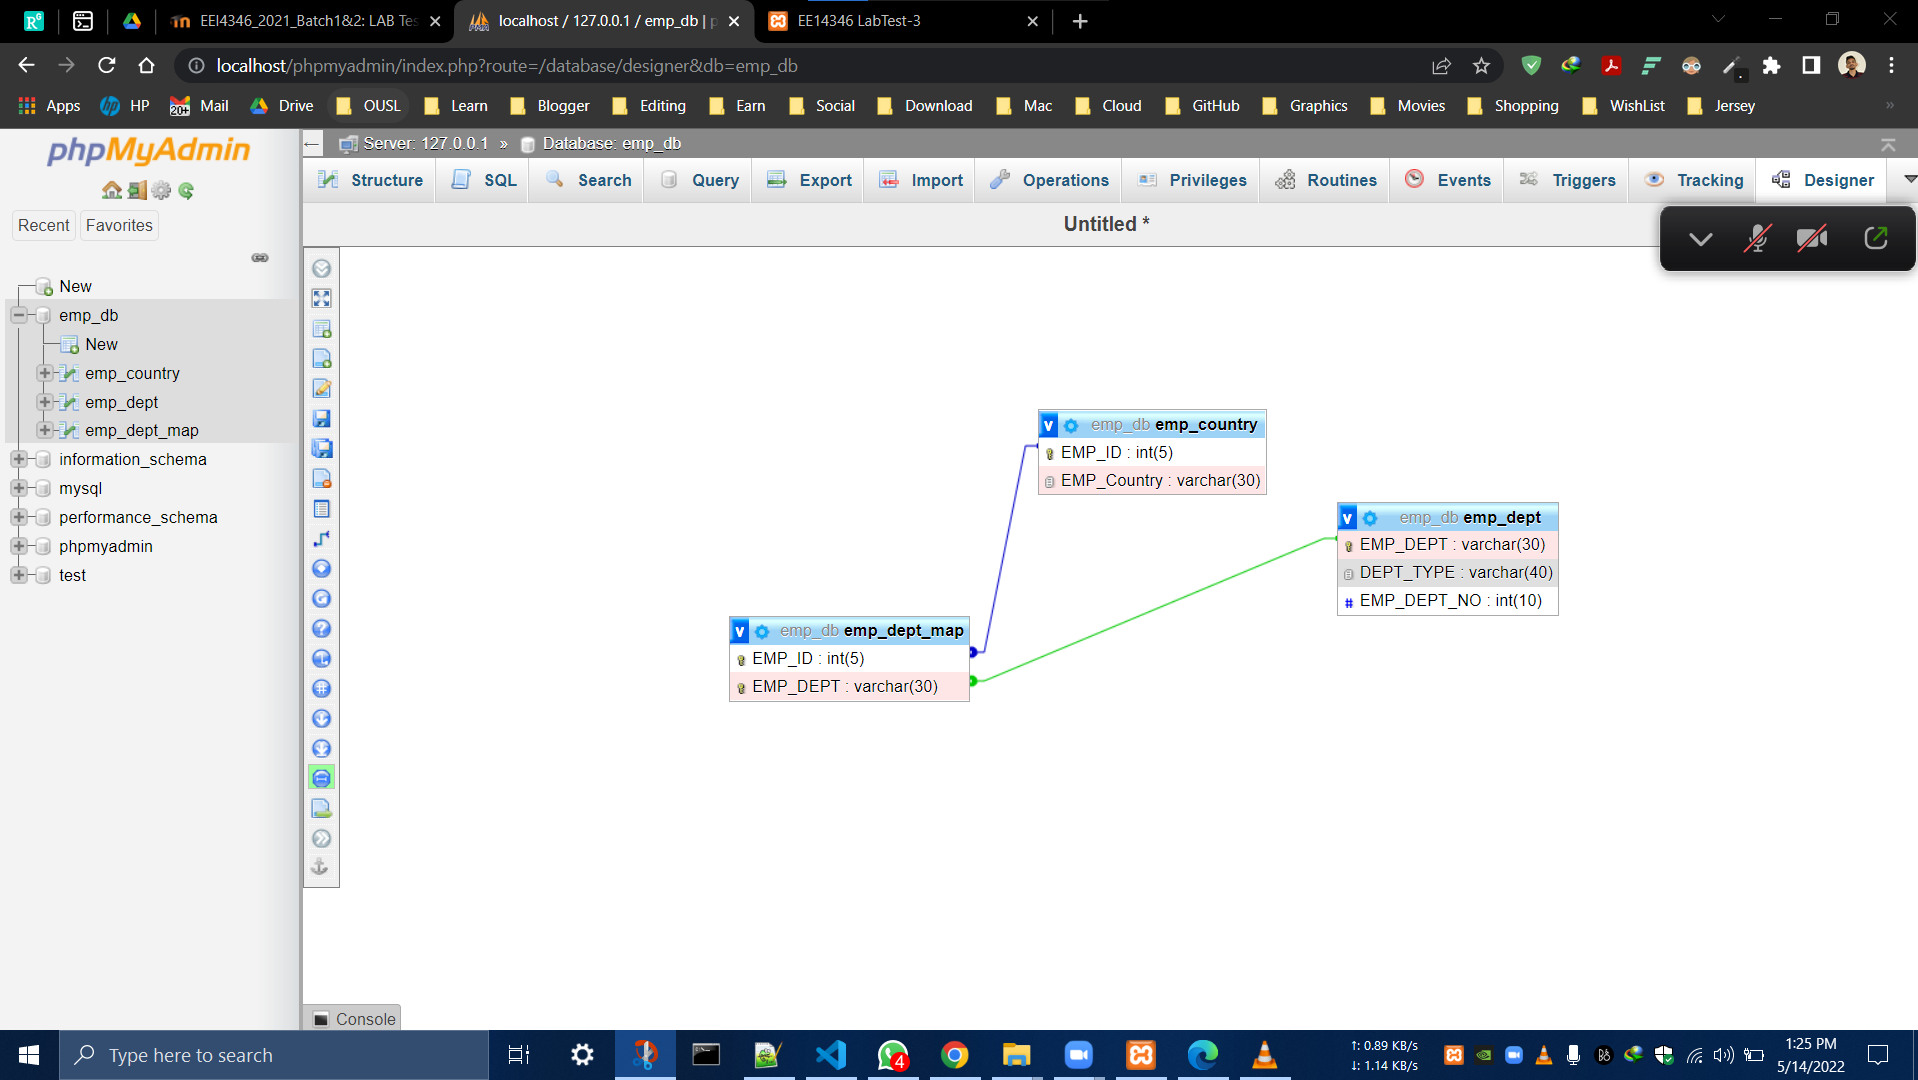 EEI4346_2021_Batch1&2: LAB Tes
localhost / 127.0.0.1 / emp_db | p
EE14346 LabTest-3
localhost/phpmyadmin/index.php?route=/database/designer&db=emp_db
Apps HP Mail Drive OUSL Learn Blogger Editing Earn Social Download Mac Cloud GitHub Graphics Movies Shopping WishList Jersey
20+
phpMyAdmin
Recent Favorites
New
emp_db
New
emp_country
emp_dept
emp_dept_map
information_schema
mysql
performance_schema
phpmyadmin
test
Server: 127.0.0.1 » Database: emp_db
Structure SQL Search Query Export Import Operations Privileges Routines Events Triggers Tracking Designer
Untitled *
v emp_db emp_country
EMP_ID : int(5)
EMP_Country : varchar(30)
v emp_db emp_dept
EMP_DEPT : varchar(30)
DEPT_TYPE : varchar(40)
# EMP_DEPT_NO : int(10)
v emp_db emp_dept_map
EMP_ID : int(5)
EMP_DEPT : varchar(30)
Console
Type here to search
4
↑: 0.89 KB/s
↓: 1.14 KB/s
1:25 PM
5/14/2022